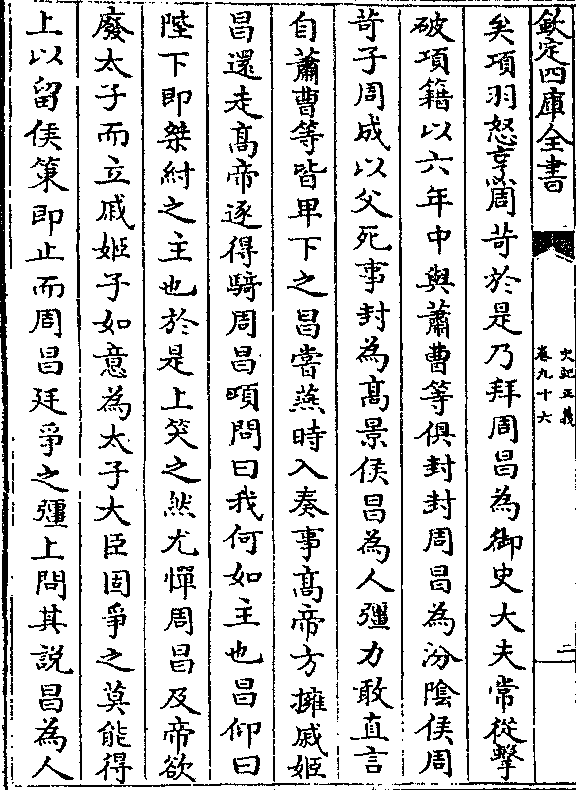 欽定四庫全書
史記正義
卷九十六
二
矣項羽怒亨周苛於是乃拜周昌為御史大夫常從擊
破項籍以六年中與蕭曹等俱封封周昌為汾陰侯周
苛子周成以父死事封為高景侯昌為人彊力敢直言
自蕭曹等皆卑下之昌嘗燕時入奏事高帝方擁戚姬
昌還走高帝逐得騎周昌項問曰我何如主也昌仰曰
陛下即桀紂之主也於是上笑之然尤憚周昌及帝欲
廢太子而立戚姬子如意為太子大臣固爭之莫能得
上以留侯策即止而周昌廷爭之彊上問其說昌為人